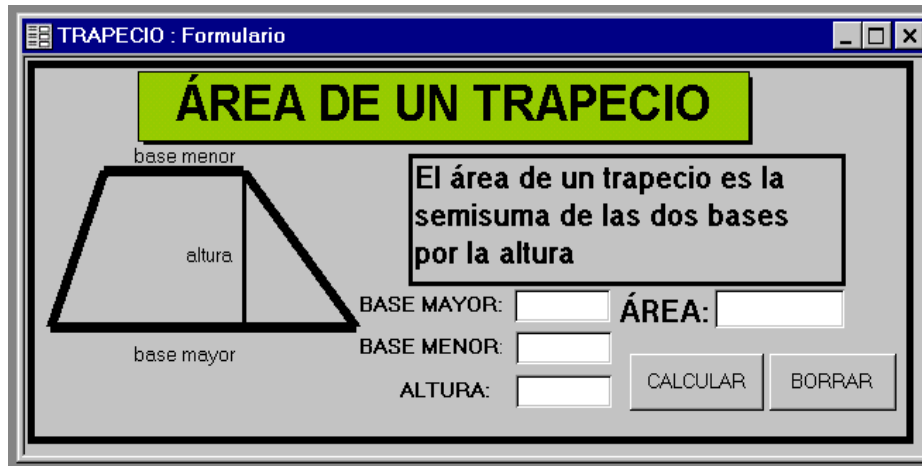 TRAPECIO : Formulario
ÁREA DE UN TRAPECIO
base menor
altura
base mayor
El área de un trapecio es la
semisuma de las dos bases
por la altura
BASE MAYOR:
ÁREA:
BASE MENOR:
ALTURA:
CALCULAR
BORRAR